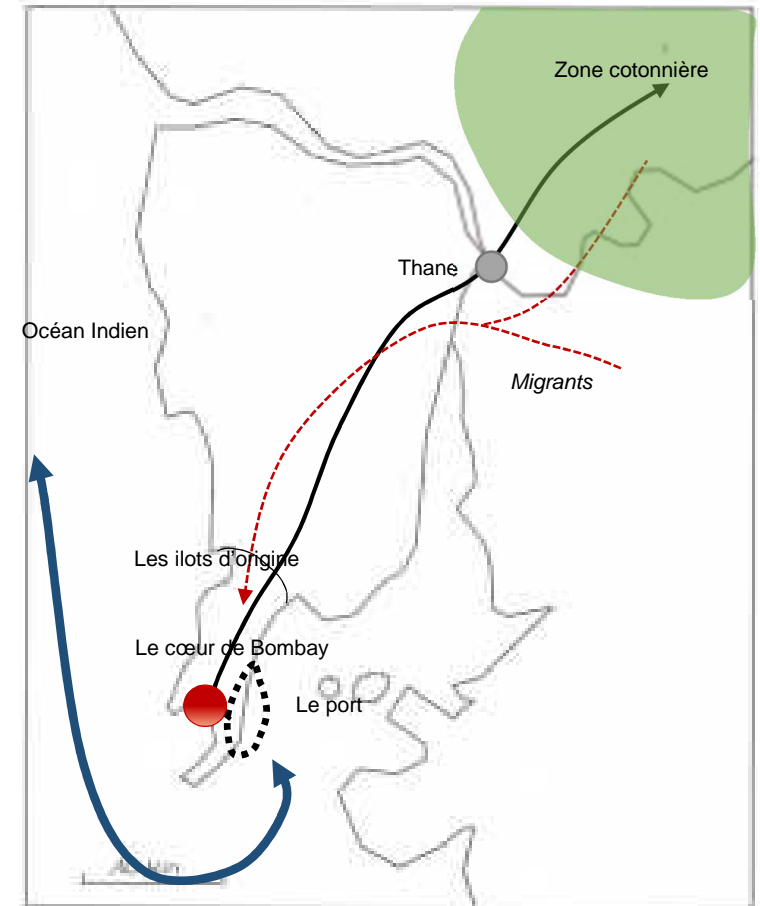 Zone cotonnière
Thane
Océan Indien
Migrants
Les ilots d'origine
Le cœur de Bombay
Le port